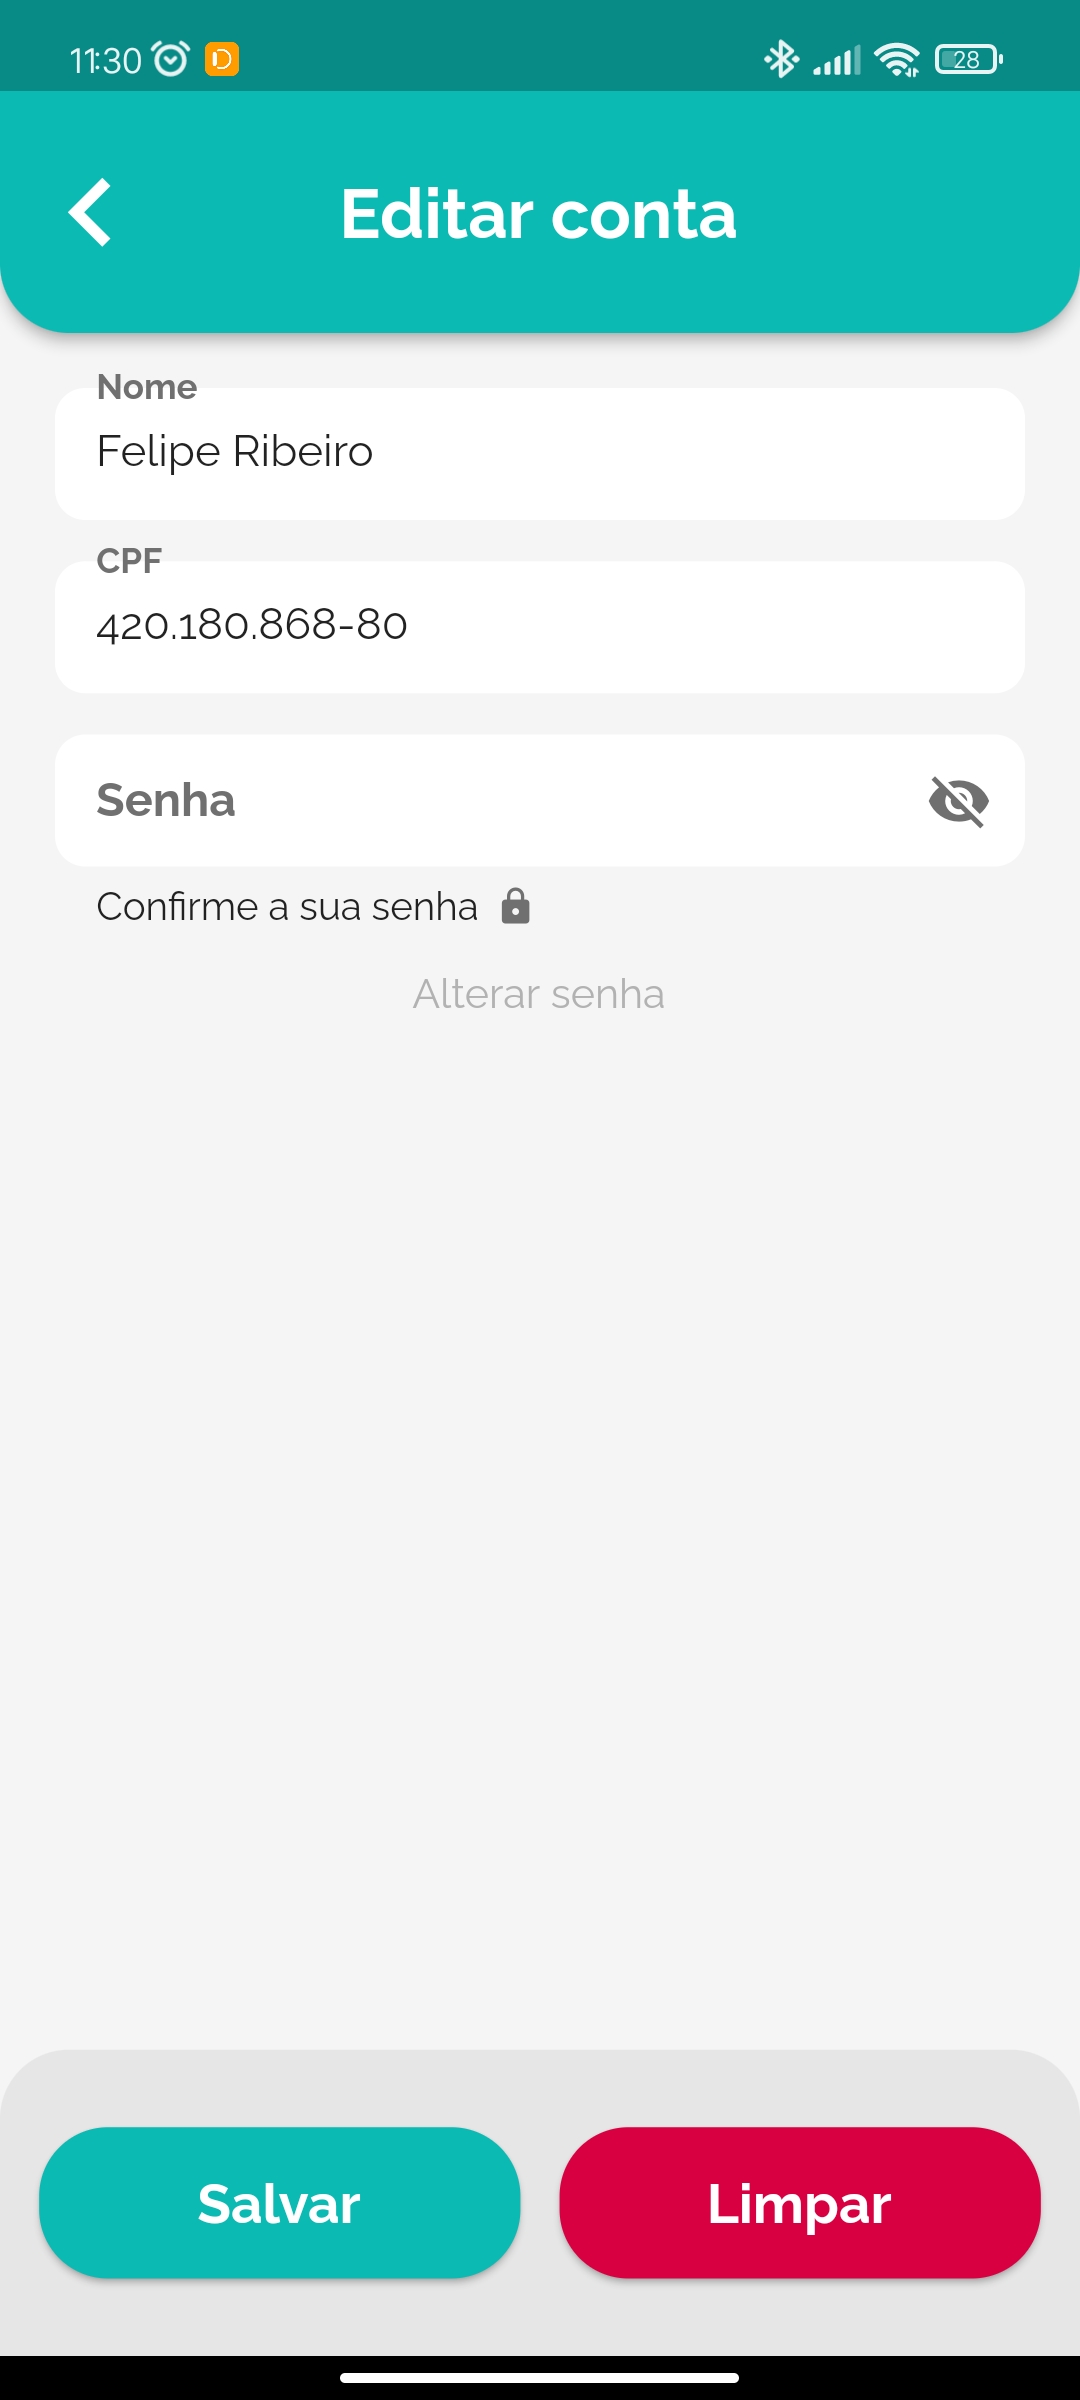 11:30
28
Editar conta
Nome
Felipe Ribeiro
CPF
420.180.868-80
Senha
Confirme a sua senha
Alterar senha
Salvar
Limpar